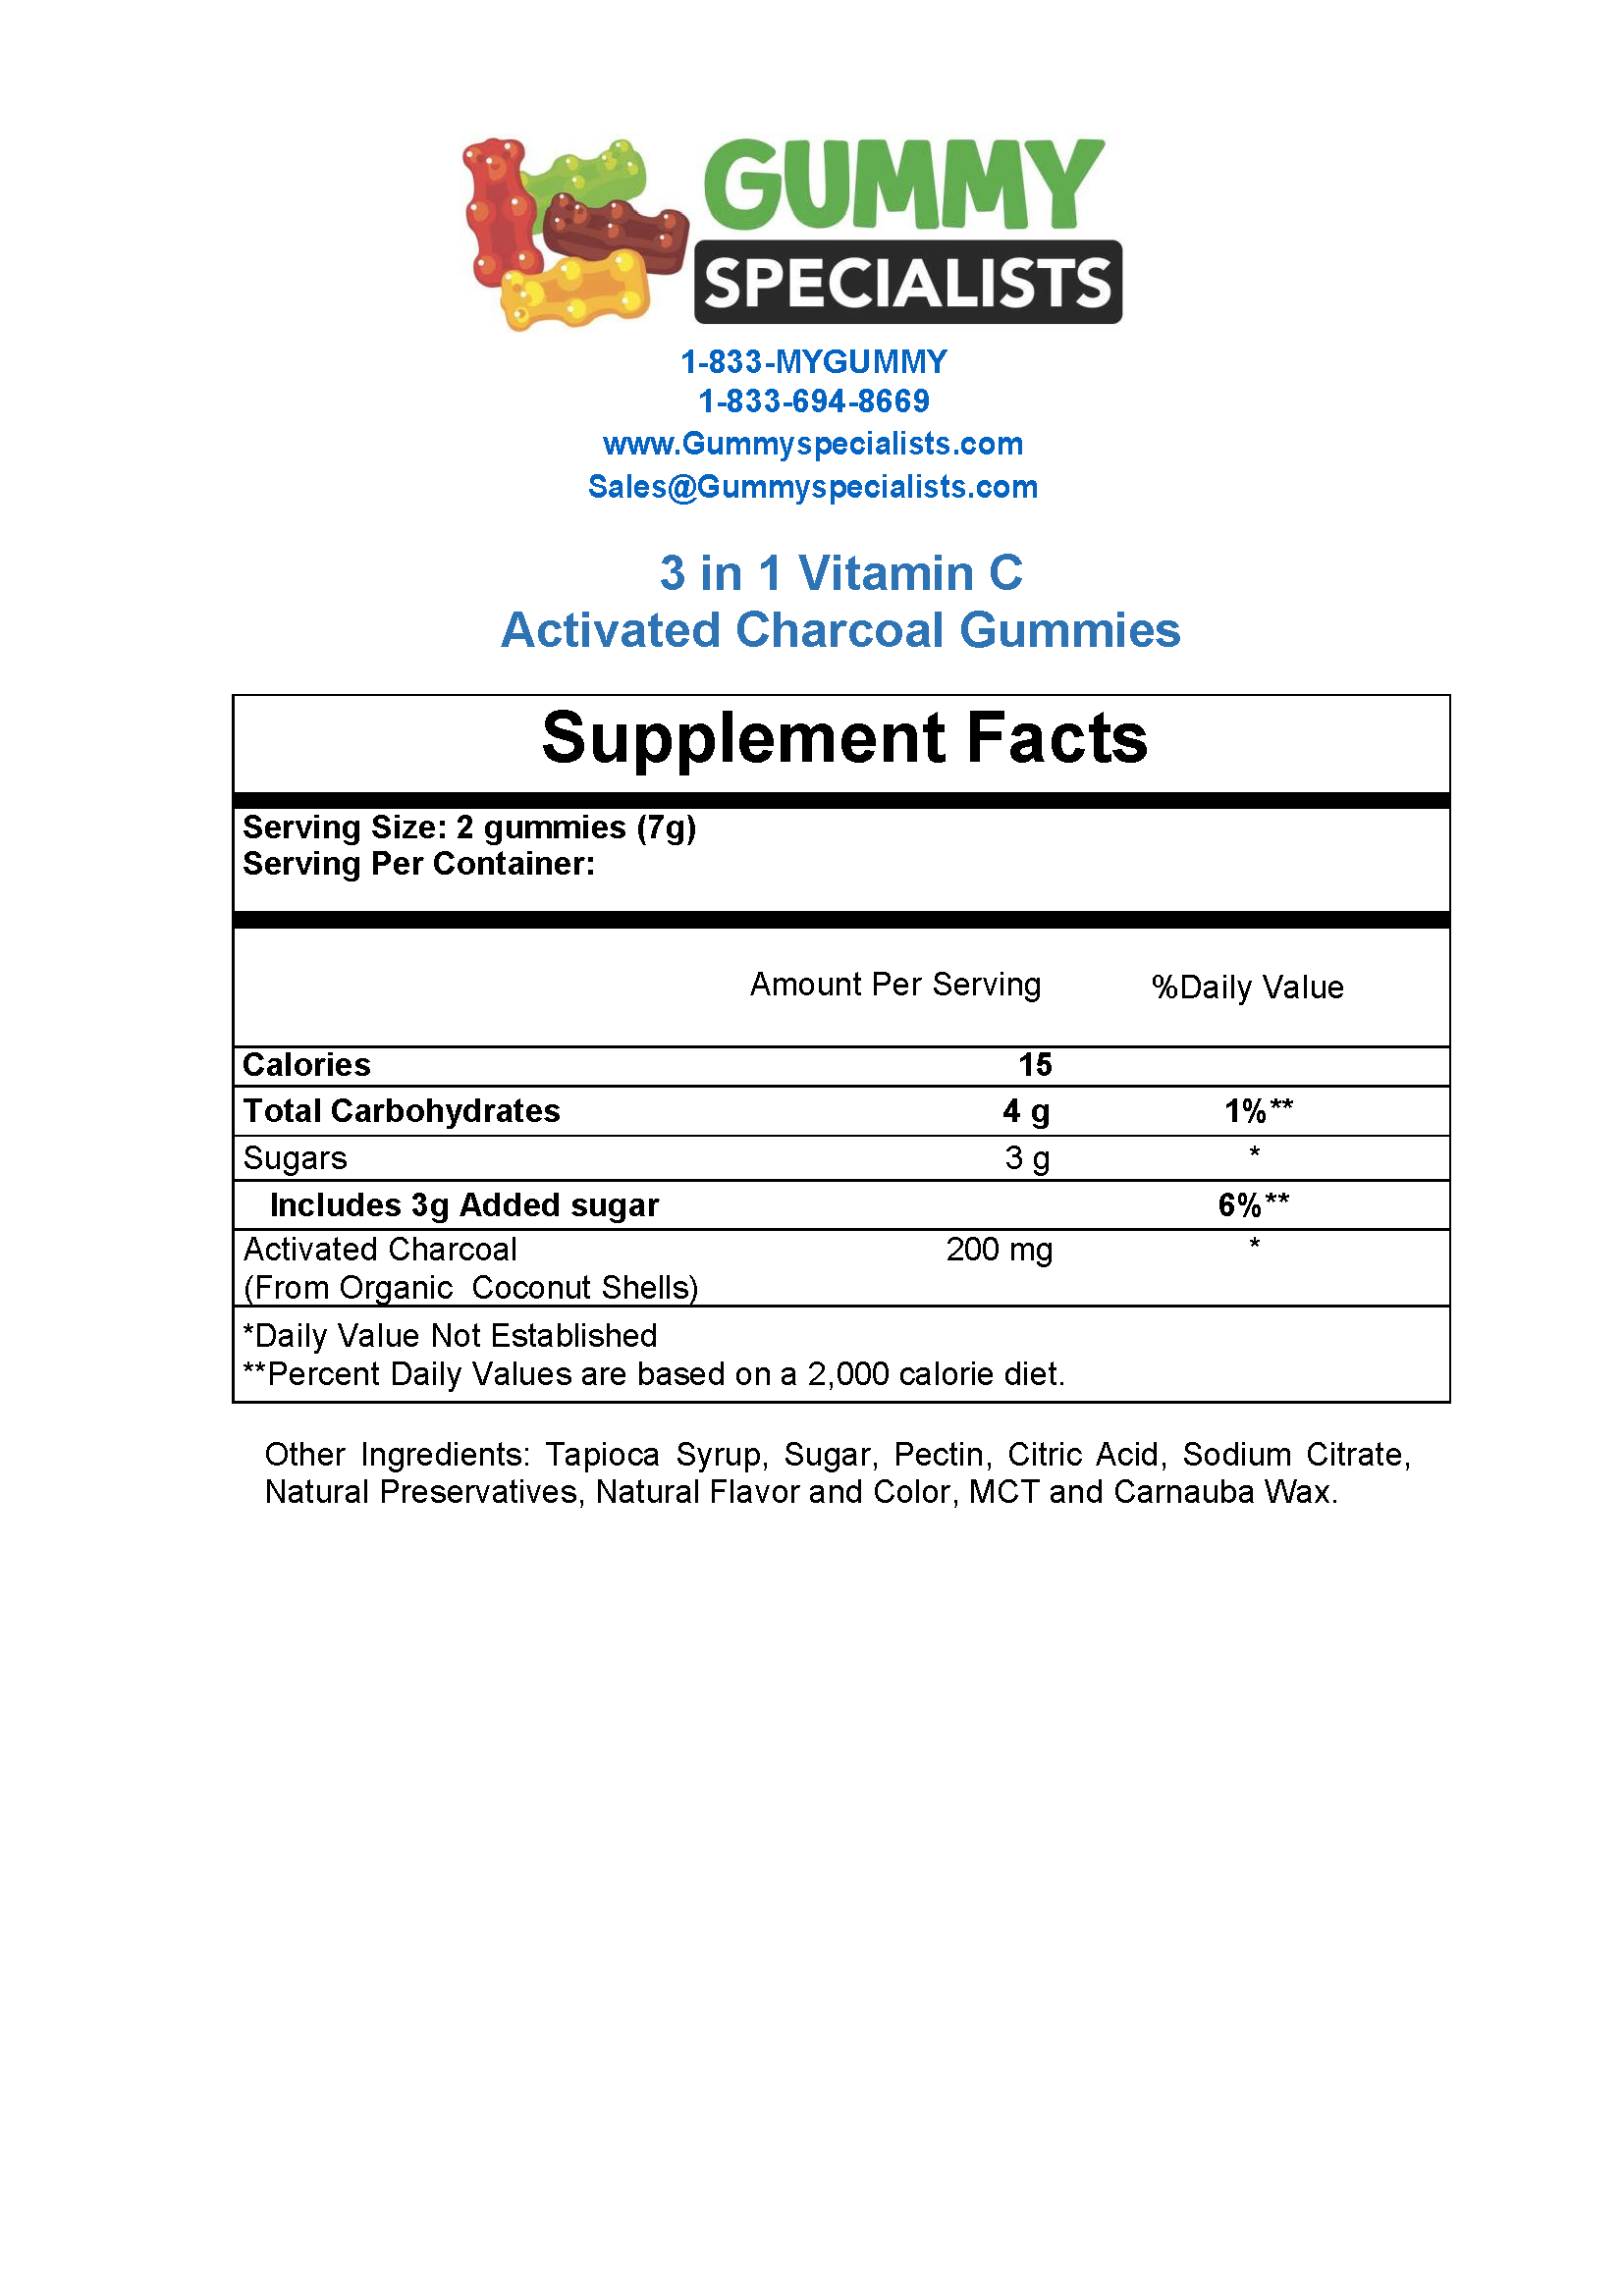 GUMMY
SPECIALISTS
1-833-MYGUMMY
1-833-694-8669
www.Gummyspecialists.com
Sales@Gummyspecialists.com
3 in 1 Vitamin C
Activated Charcoal Gummies
Supplement Facts
Serving Size: 2 gummies (7g)
Serving Per Container:
Amount Per Serving %Daily Value
Calories 15
Total Carbohydrates 4 g 1%**
Sugars 3 g *
Includes 3g Added sugar 6%**
Activated Charcoal 200 mg *
(From Organic Coconut Shells)
*Daily Value Not Established
**Percent Daily Values are based on a 2,000 calorie diet.
Other Ingredients: Tapioca Syrup, Sugar, Pectin, Citric Acid, Sodium Citrate,
Natural Preservatives, Natural Flavor and Color, MCT and Carnauba Wax.